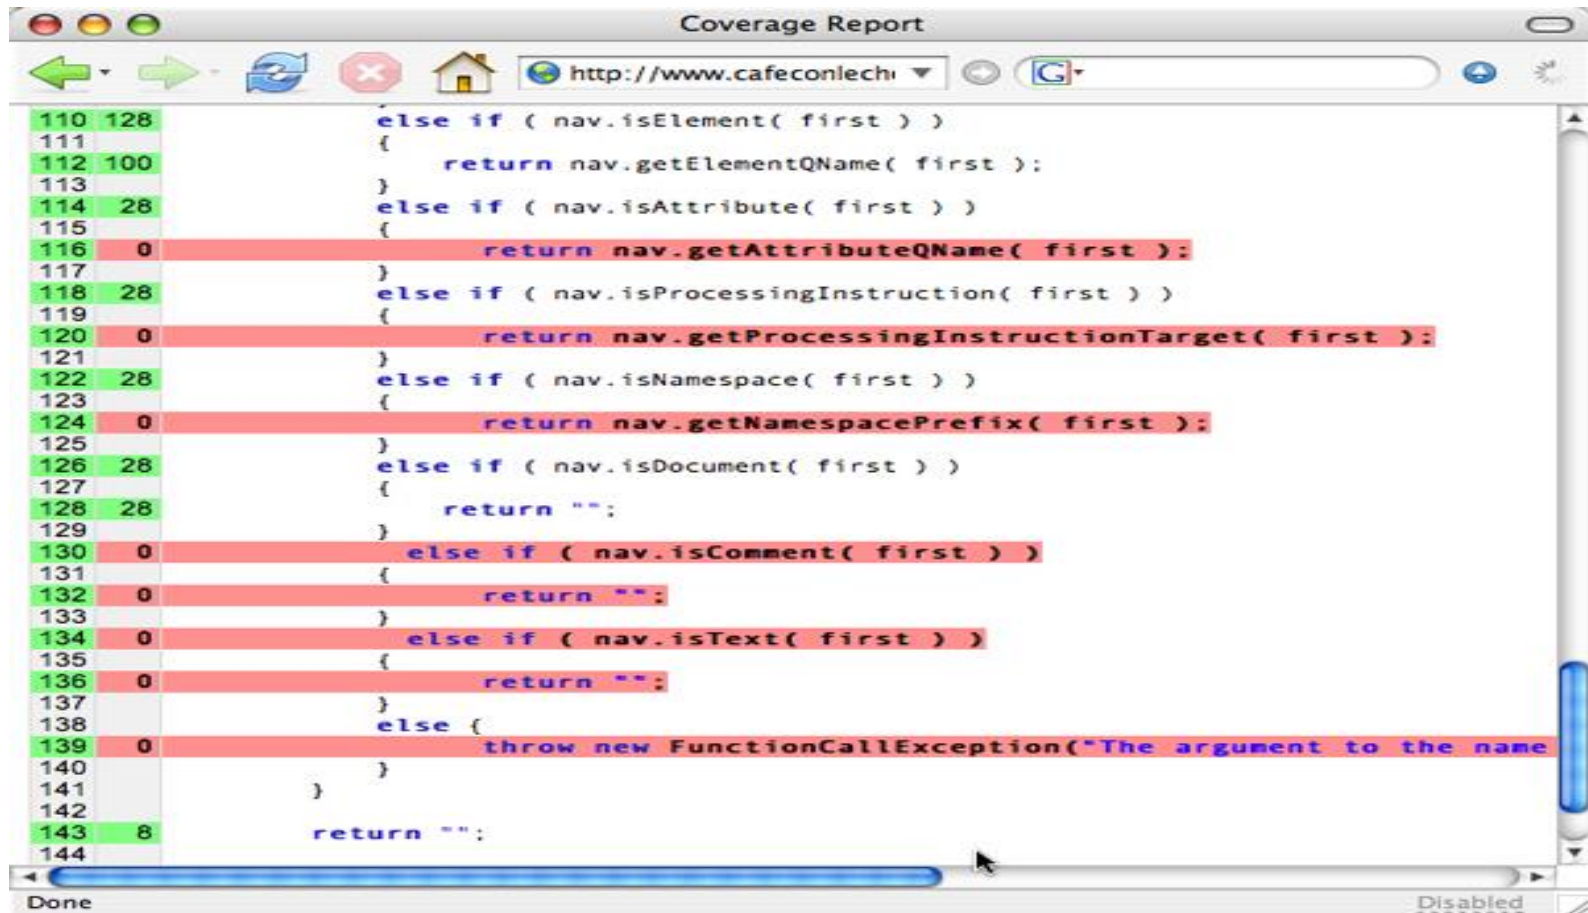 Coverage Report
http://www.cafeconlech
G
110 128 else if ( nav.isElement( first ) )
111 {
112 100 return nav.getElementQName( first );
113 }
114 28 else if ( nav.isAttribute( first ) )
115 {
116 0 return nav.getAttributeQName( first );
117 }
118 28 else if ( nav.isProcessingInstruction( first ) )
119 {
120 0 return nav.getProcessingInstructionTarget( first );
121 }
122 28 else if ( nav.isNamespace( first ) )
123 {
124 0 return nav.getNamespacePrefix( first );
125 }
126 28 else if ( nav.isDocument( first ) )
127 {
128 28 return "";
129 }
130 0 else if ( nav.isComment( first ) )
131 {
132 0 return "";
133 }
134 0 else if ( nav.isText( first ) )
135 {
136 0 return "";
137 }
138 else {
139 0 throw new FunctionCallException("The argument to the name
140 }
141 }
142
143 8 return "";
144
Done
Disabled